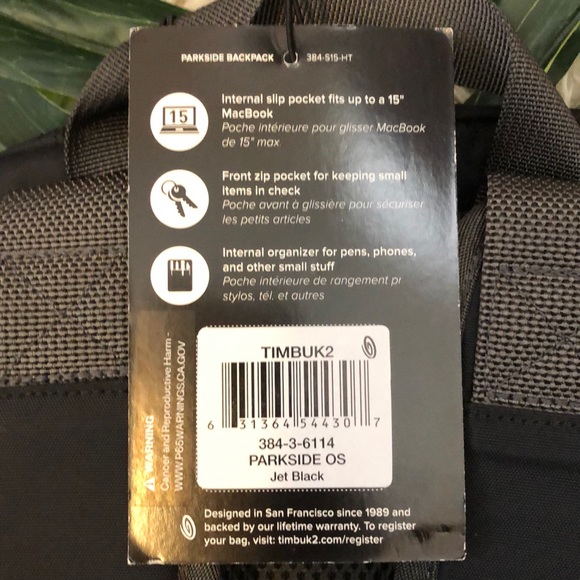 PARKSIDE BACKPACK 384-515-HT
15
Internal slip pocket fits up to a 15"
MacBook
Poche intérieure pour glisser MacBook
de 15" max
Front zip pocket for keeping small
items in check
Poche avant à glissière pour sécuriser
les petits articles
Internal organizer for pens, phones,
and other small stuff
Poche intérieure de rangement pr
stylos, tél. et autres
WARNING
Cancer and Reproductive Harm -
WWW.P65WARNINGS.CA.GOV
TIMBUK2
6 31364 54430 7
384-3-6114
PARKSIDE OS
Jet Black
Designed in San Francisco since 1989 and
backed by our lifetime warranty. To register
your bag, visit: timbuk2.com/register